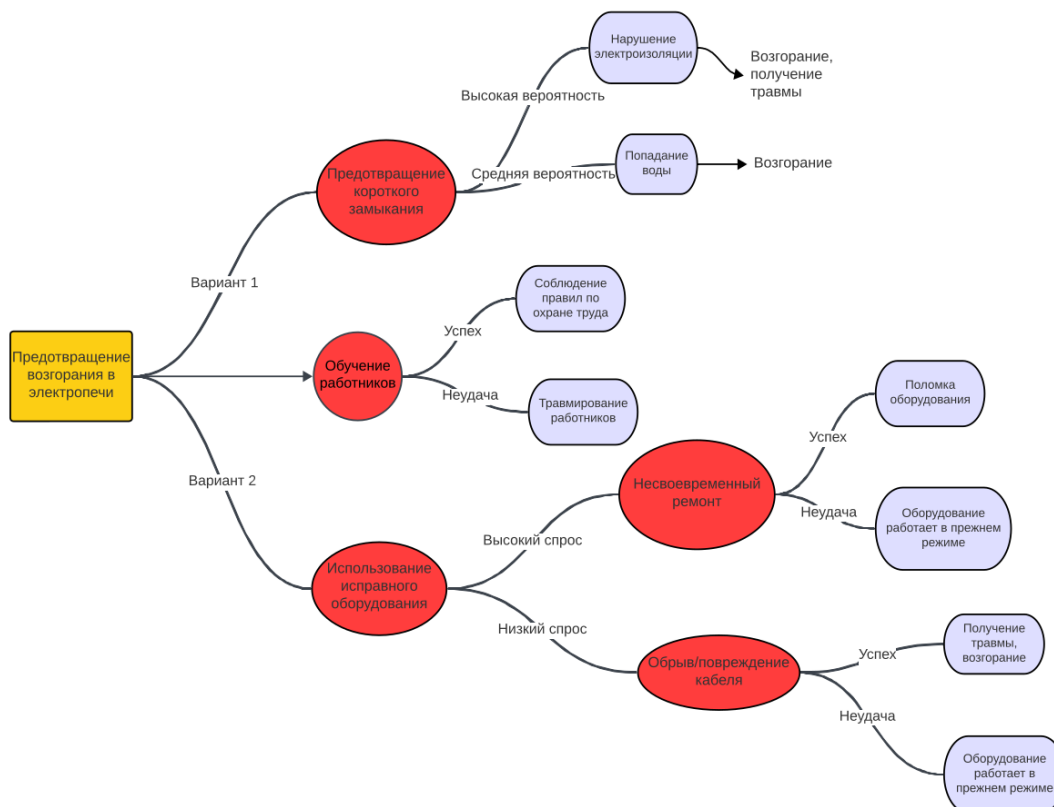 Нарушение
электроизоляции
Возгорание,
получение
травмы
Высокая вероятность
Предотвращение
короткого
замыкания
Средняя вероятность
Попадание
воды
Возгорание
Вариант 1
Соблюдение
правил по
охране труда
Успех
Предотвращение
возгорания в
электропечи
Обучение
работников
Неудача
Травмирование
работников
Поломка
оборудования
Успех
Вариант 2
Несвоевременный
ремонт
Неудача
Оборудование
работает в прежнем
режиме
Высокий спрос
Использование
исправного
оборудования
Низкий спрос
Получение
травмы,
возгорание
Успех
Обрыв/повреждение
кабеля
Неудача
Оборудование
работает в
прежнем режиме